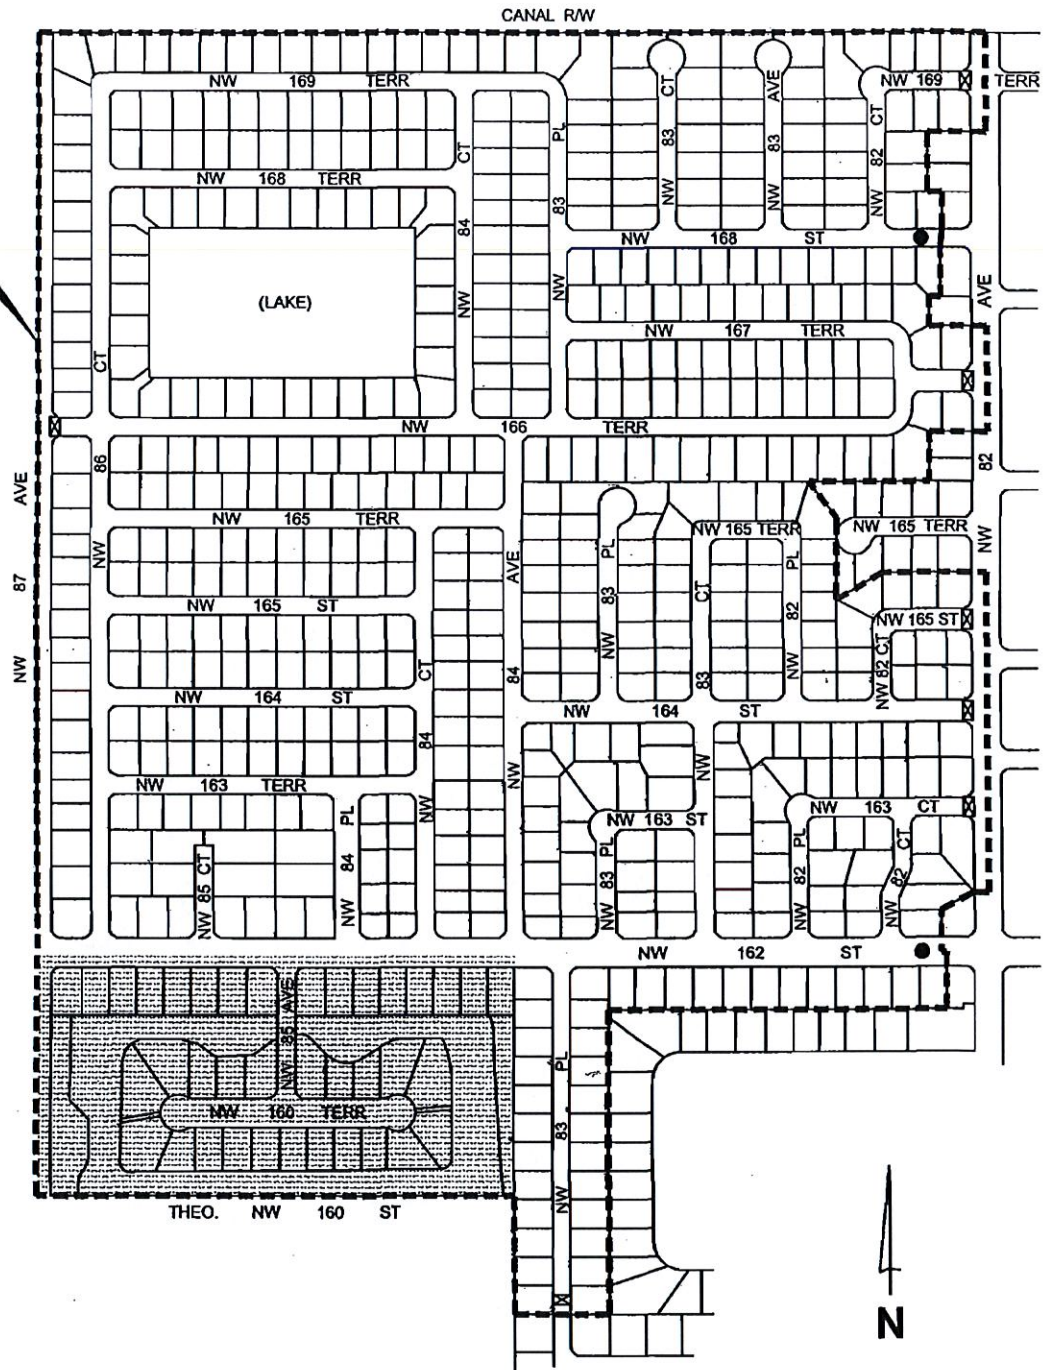 CANAL R/W
NW 169 TERR
NW 169 TERR
NW 83 CT
NW 83 AVE
NW 82 CT
NW 83 PL
NW 84 CT
NW 168 TERR
NW 168 ST
(LAKE)
NW 167 TERR
NW 82 AVE
NW 86 CT
NW 166 TERR
NW 87 AVE
NW 165 TERR
NW 165 TERR
NW 165 TERR
NW 84 AVE
NW 83 PL
NW 83 CT
NW 82 PL
NW 165 ST
NW 165 ST
NW 82 CT
NW 84 CT
NW 164 ST
NW 164 ST
NW 163 TERR
NW 163 ST
NW 163 CT
NW 85 CT
NW 84 PL
NW 83 PL
NW 82 PL
NW 82 CT
NW 162 ST
NW 85 AVE
NW 83 PL
NW 160 TERR
THEO. NW 160 ST
N